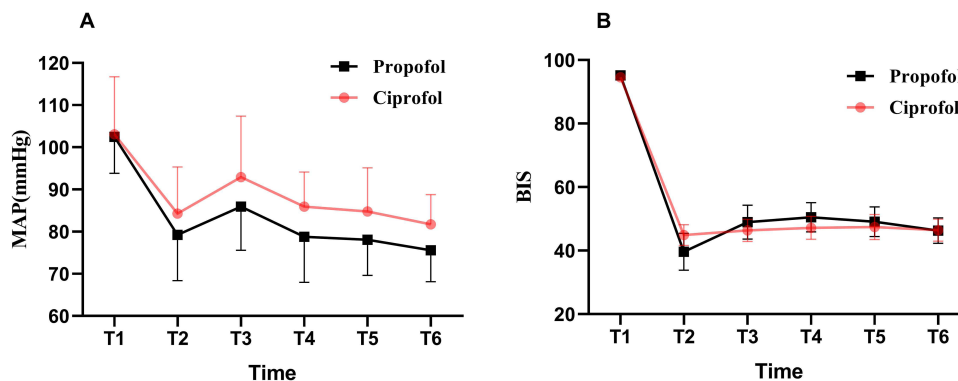 A
MAP(mmHg)
120
110
100
90
80
70
60
Propofol
Ciprofol
T1 T2 T3 T4 T5 T6
Time
B
BIS
100
80
60
40
20
Propofol
Ciprofol
T1 T2 T3 T4 T5 T6
Time